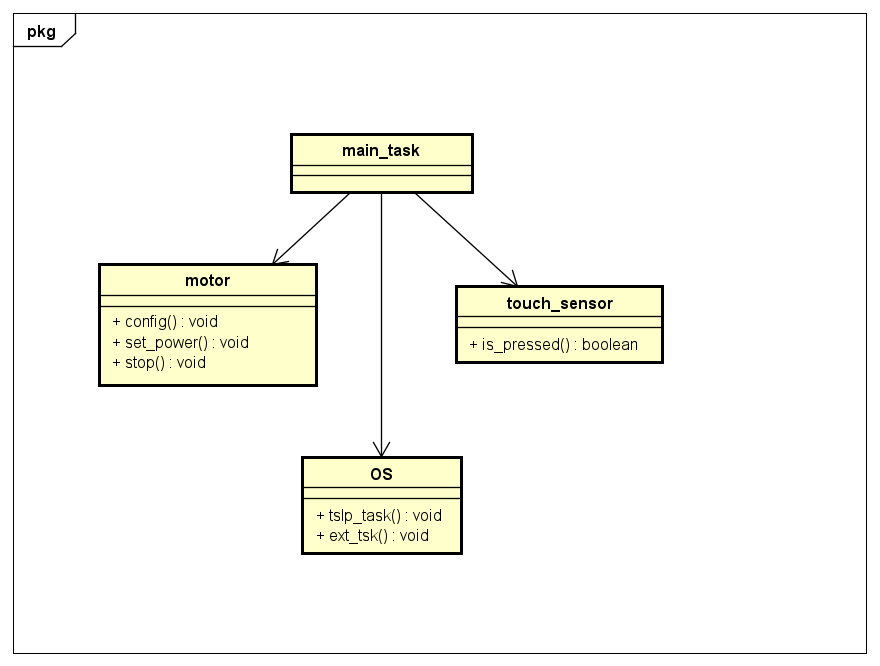 pkg
main_task
motor
+ config() : void
+ set_power() : void
+ stop() : void
touch_sensor
+ is_pressed() : boolean
OS
+ tslp_task() : void
+ ext_tsk() : void